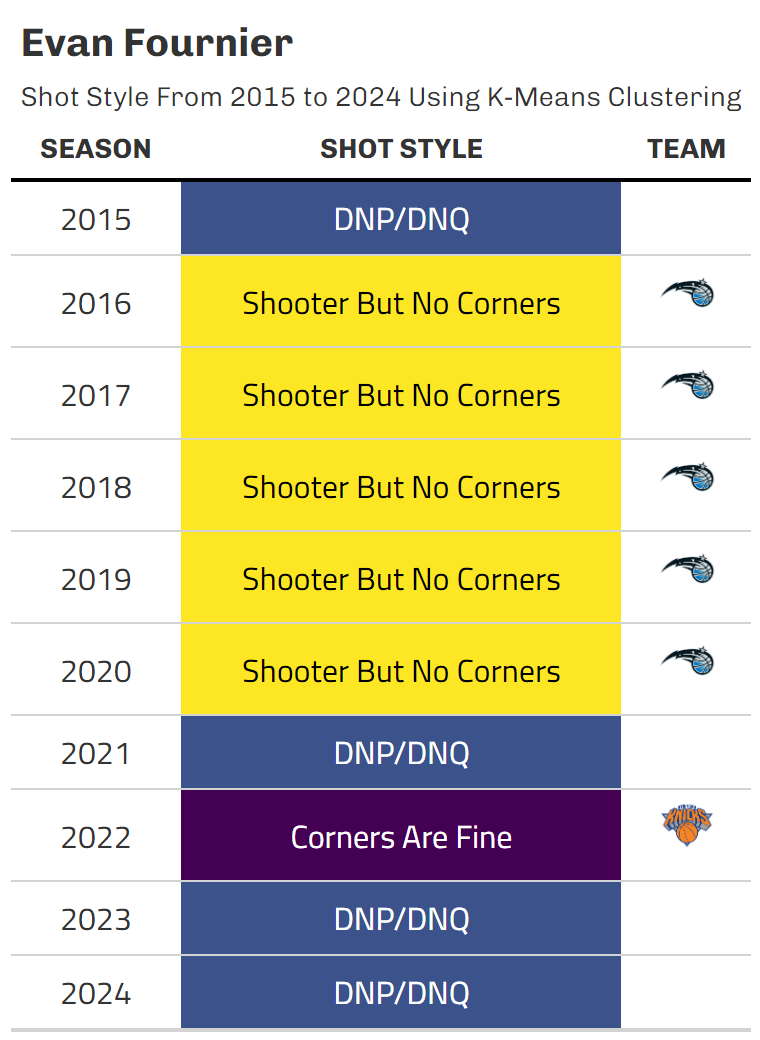 Evan Fournier
Shot Style From 2015 to 2024 Using K-Means Clustering
SEASON SHOT STYLE TEAM
2015 DNP/DNQ
2016 Shooter But No Corners
2017 Shooter But No Corners
2018 Shooter But No Corners
2019 Shooter But No Corners
2020 Shooter But No Corners
2021 DNP/DNQ
2022 Corners Are Fine KNICKS
2023 DNP/DNQ
2024 DNP/DNQ